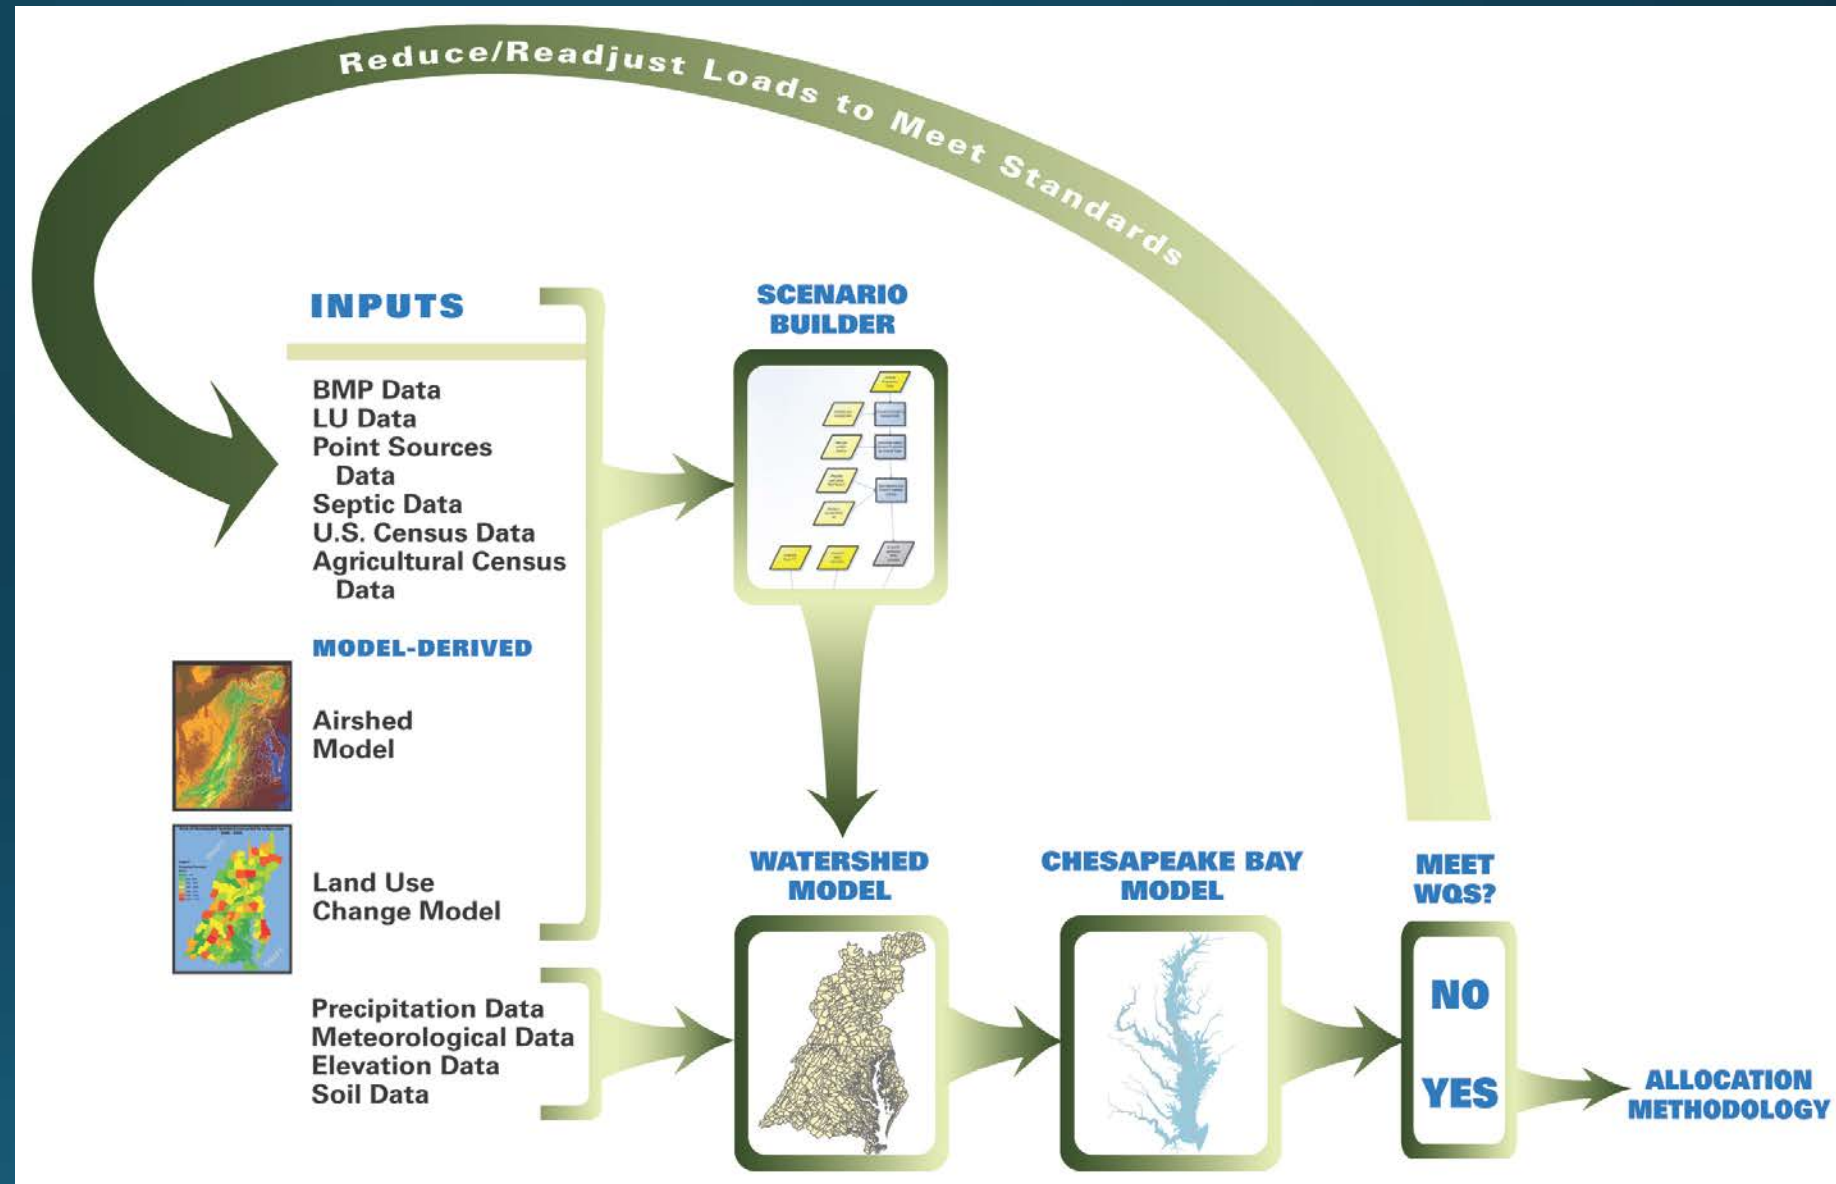 Reduce/Readjust Loads to Meet Standards
INPUTS
BMP Data
LU Data
Point Sources
Data
Septic Data
U.S. Census Data
Agricultural Census
Data
MODEL-DERIVED
Airshed
Model
Land Use
Change Model
Precipitation Data
Meteorological Data
Elevation Data
Soil Data
SCENARIO
BUILDER
WATERSHED
MODEL
CHESAPEAKE BAY
MODEL
MEET
WQS?
NO
YES
ALLOCATION
METHODOLOGY